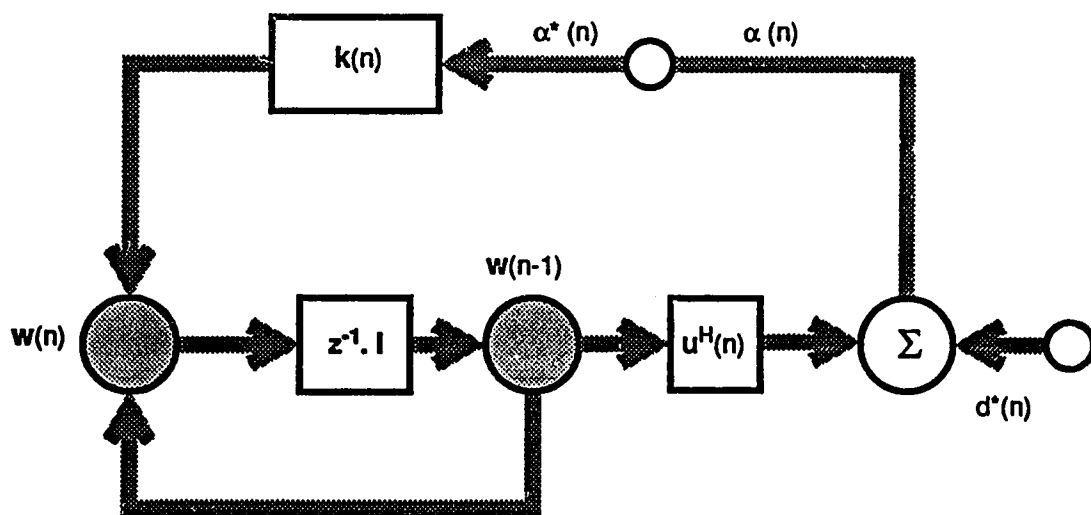 k(n)
α* (n)
α (n)
w(n-1)
w(n)
z⁻¹. I
uᴴ(n)
Σ
d*(n)